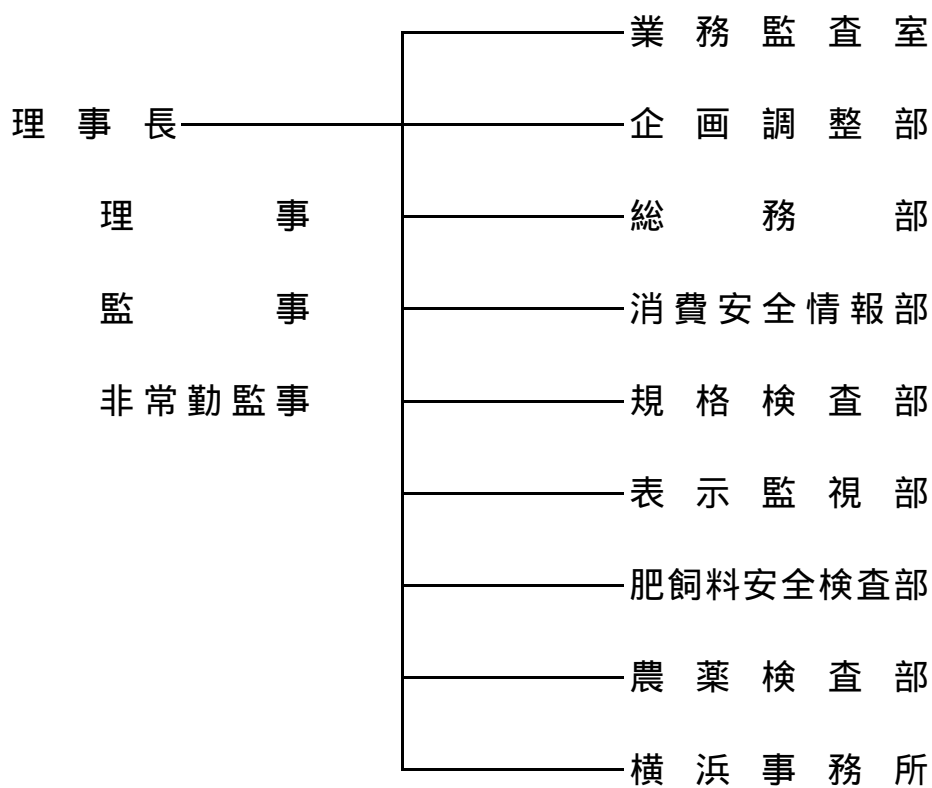 業務監査室
理事長
企画調整部
理事
総務部
監事
消費安全情報部
非常勤監事
規格検査部
表示監視部
肥飼料安全検査部
農薬検査部
横浜事務所